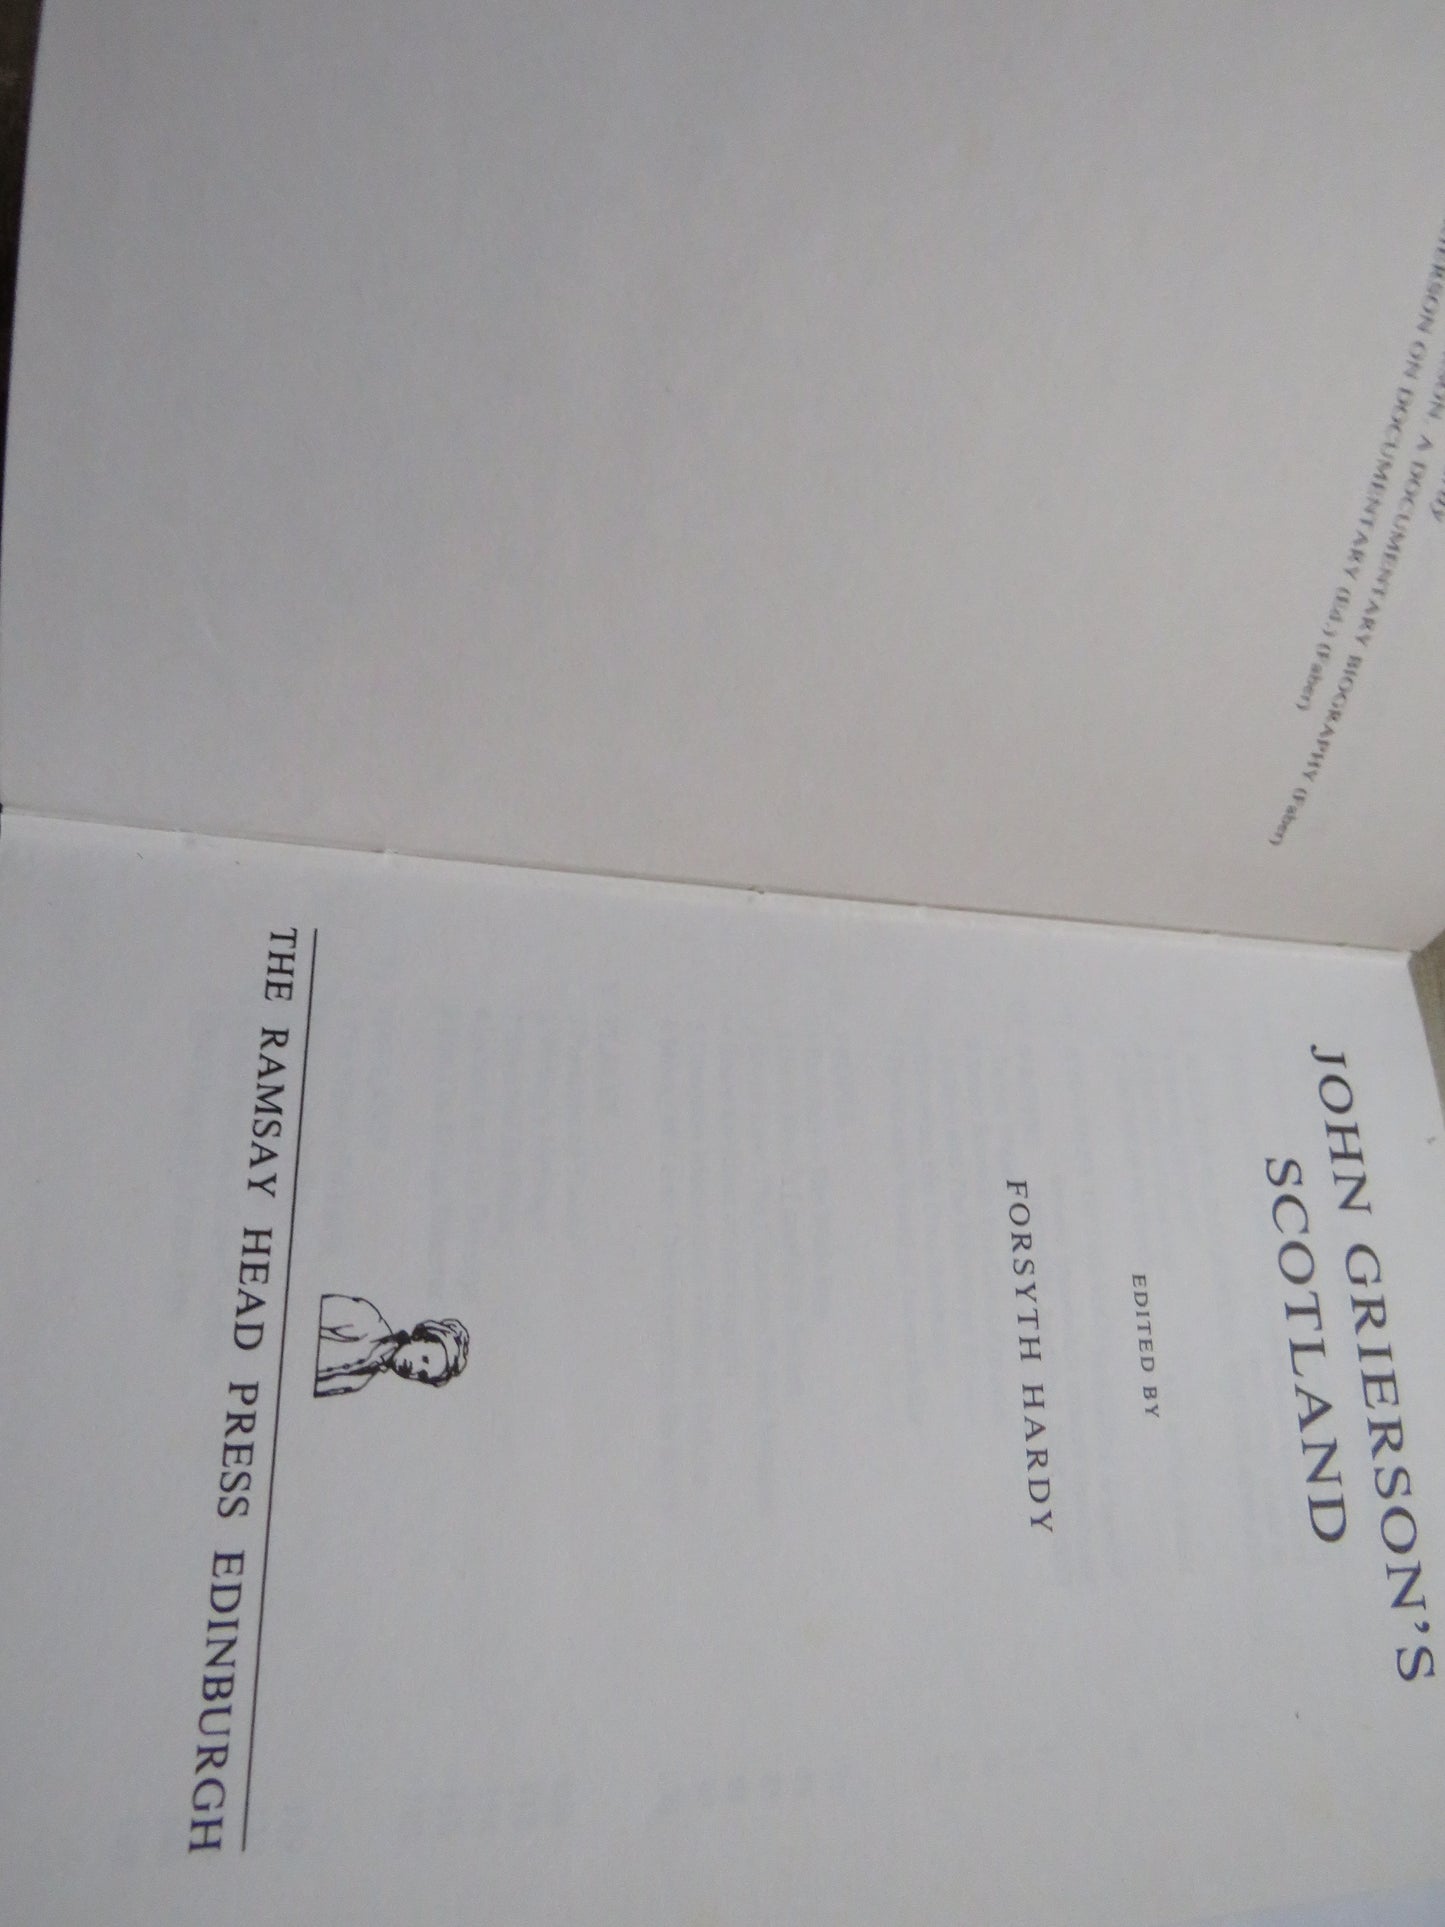 ON. A DOCUMENTARY BIOGRAPHY (Faber)
ON DOCUMENTARY (Ed.) (Faber)
JOHN GRIERSON'S
SCOTLAND
EDITED BY
FORSYTH HARDY
THE RAMSAY HEAD PRESS EDINBURGH